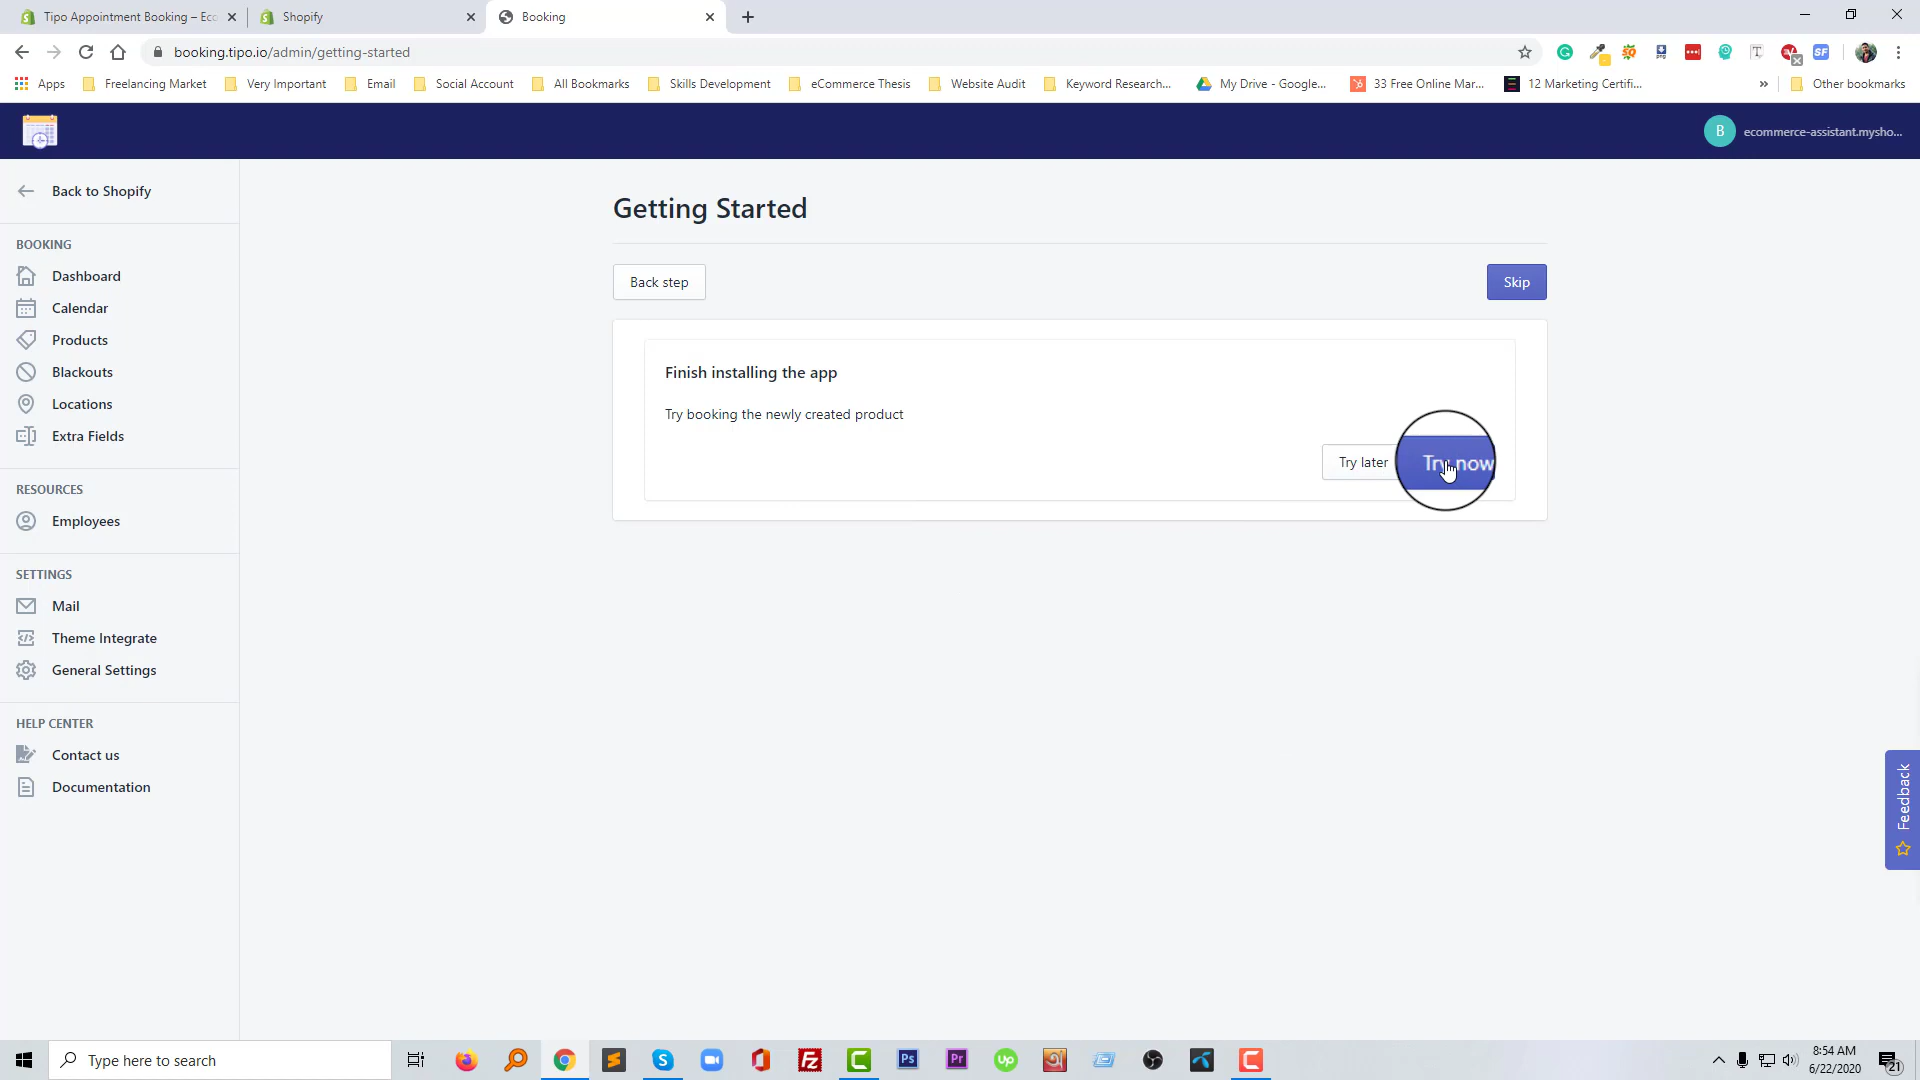 Tipo Appointment Booking – Eco
Shopify
Booking
booking.tipo.io/admin/getting-started
Apps
Freelancing Market
Very Important
Email
Social Account
All Bookmarks
Skills Development
eCommerce Thesis
Website Audit
Keyword Research...
My Drive - Google...
33 Free Online Mar...
12 Marketing Certifi...
»
Other bookmarks
B
ecommerce-assistant.mysho...
Back to Shopify
BOOKING
Dashboard
Calendar
Products
Blackouts
Locations
Extra Fields
RESOURCES
Employees
SETTINGS
Mail
Theme Integrate
General Settings
HELP CENTER
Contact us
Documentation
Getting Started
Back step
Skip
Finish installing the app
Try booking the newly created product
Try later
Try now
Feedback
Type here to search
Ps
Pr
Up
8:54 AM
6/22/2020
21